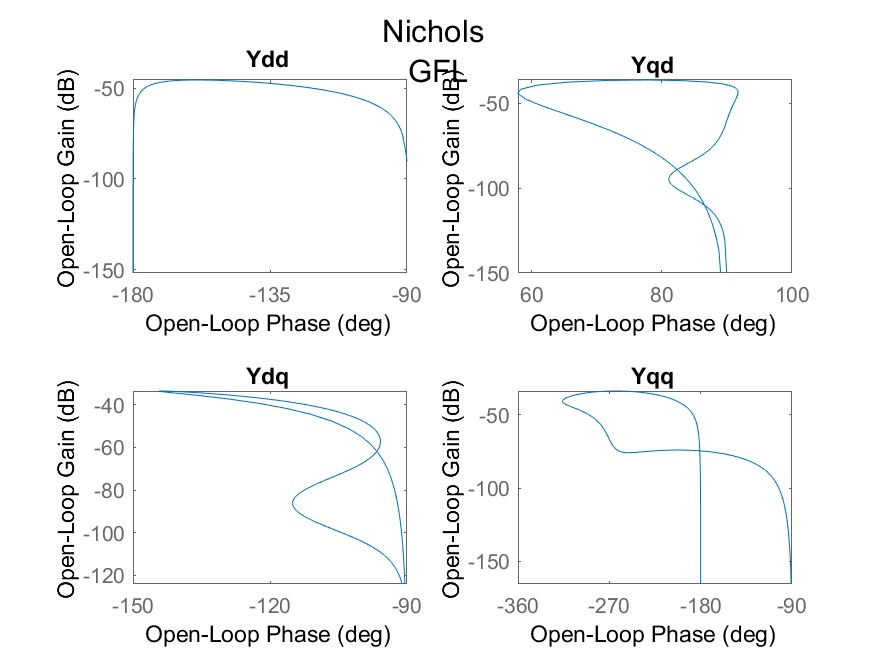 Nichols
GFL
Ydd
Open-Loop Gain (dB)
-50
-100
-150
-180
-135
-90
Open-Loop Phase (deg)
Yqd
Open-Loop Gain (dB)
-50
-100
-150
60
80
100
Open-Loop Phase (deg)
Ydq
Open-Loop Gain (dB)
-40
-60
-80
-100
-120
-150
-120
-90
Open-Loop Phase (deg)
Yqq
Open-Loop Gain (dB)
-50
-100
-150
-360
-270
-180
-90
Open-Loop Phase (deg)